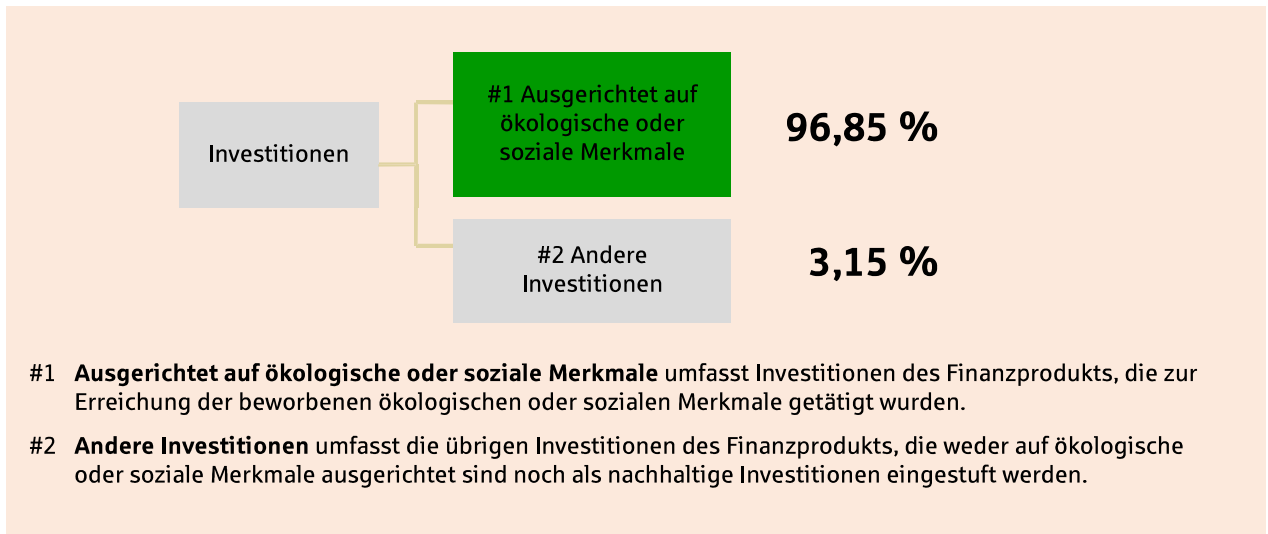 Investitionen
#1 Ausgerichtet auf
ökologische oder
soziale Merkmale
96,85 %
#2 Andere
Investitionen
3,15 %
#1 Ausgerichtet auf ökologische oder soziale Merkmale umfasst Investitionen des Finanzprodukts, die zur
Erreichung der beworbenen ökologischen oder sozialen Merkmale getätigt wurden.
#2 Andere Investitionen umfasst die übrigen Investitionen des Finanzprodukts, die weder auf ökologische
oder soziale Merkmale ausgerichtet sind noch als nachhaltige Investitionen eingestuft werden.